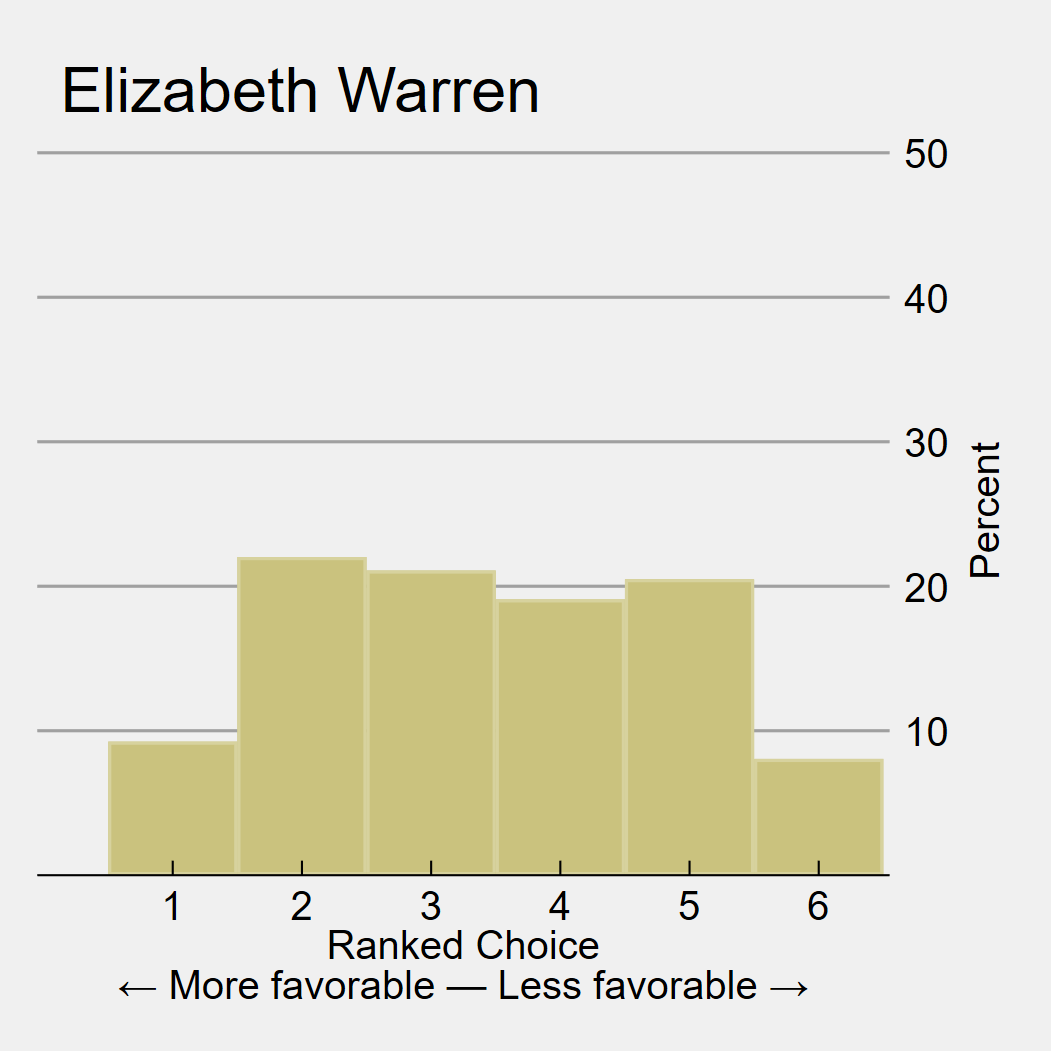 Elizabeth Warren
50
40
30
Percent
20
10
1 2 3 4 5 6
Ranked Choice
← More favorable — Less favorable →